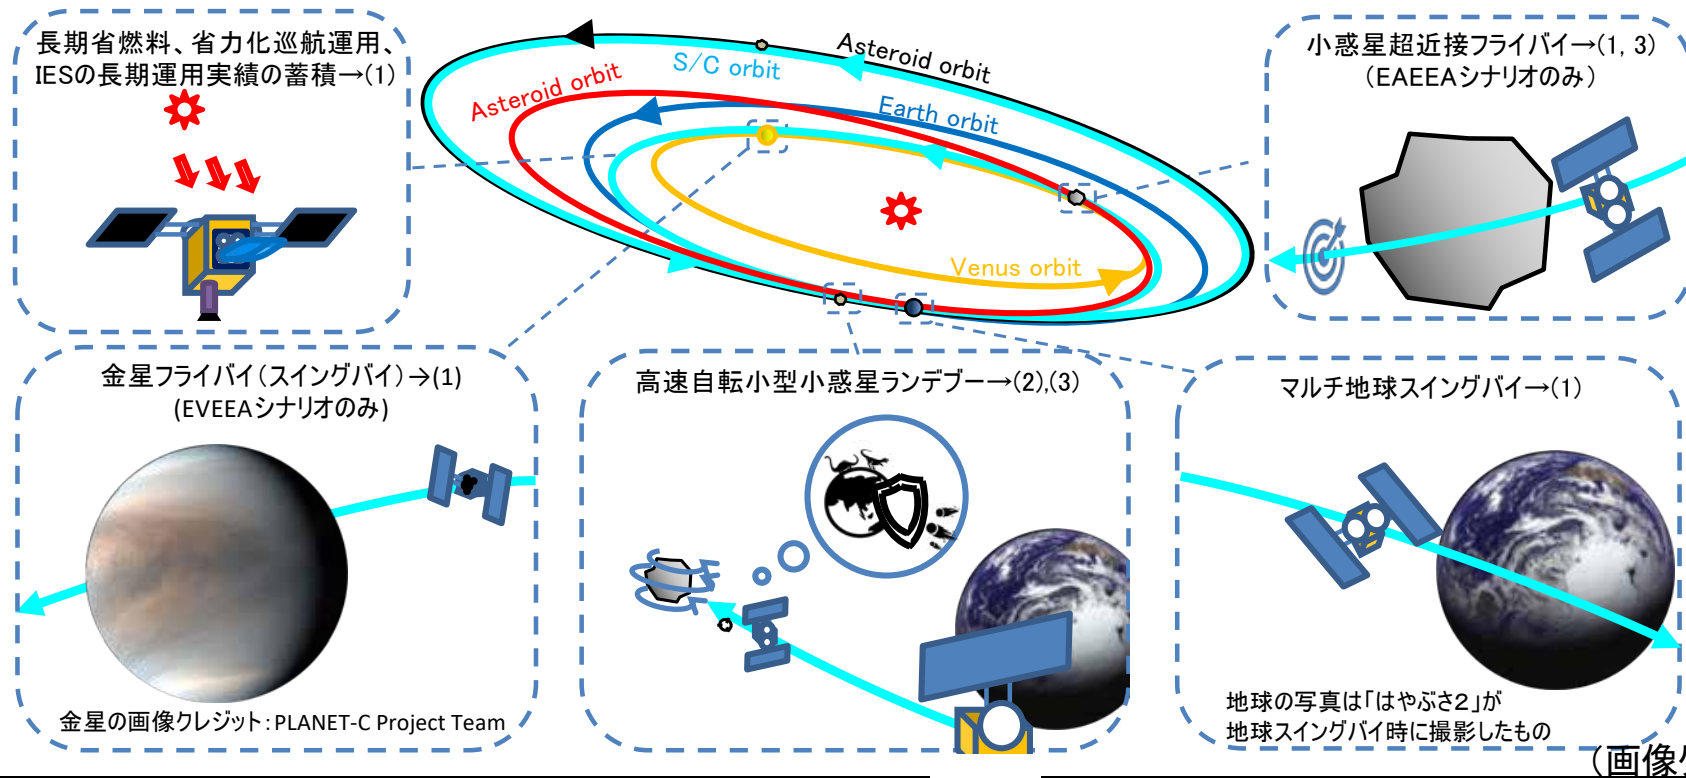 長期省燃料、省力化巡航運用、
IESの長期運用実績の蓄積→(1)
Asteroid orbit
S/C orbit
Asteroid orbit
Earth orbit
Venus orbit
小惑星超近接フライバイ→(1, 3)
（EAEEAシナリオのみ）
金星フライバイ（スイングバイ）→(1)
(EVEEAシナリオのみ)
金星の画像クレジット：PLANET-C Project Team
高速自転小型小惑星ランデブー→(2),(3)
マルチ地球スイングバイ→(1)
地球の写真は「はやぶさ２」が
地球スイングバイ時に撮影したもの
（画像